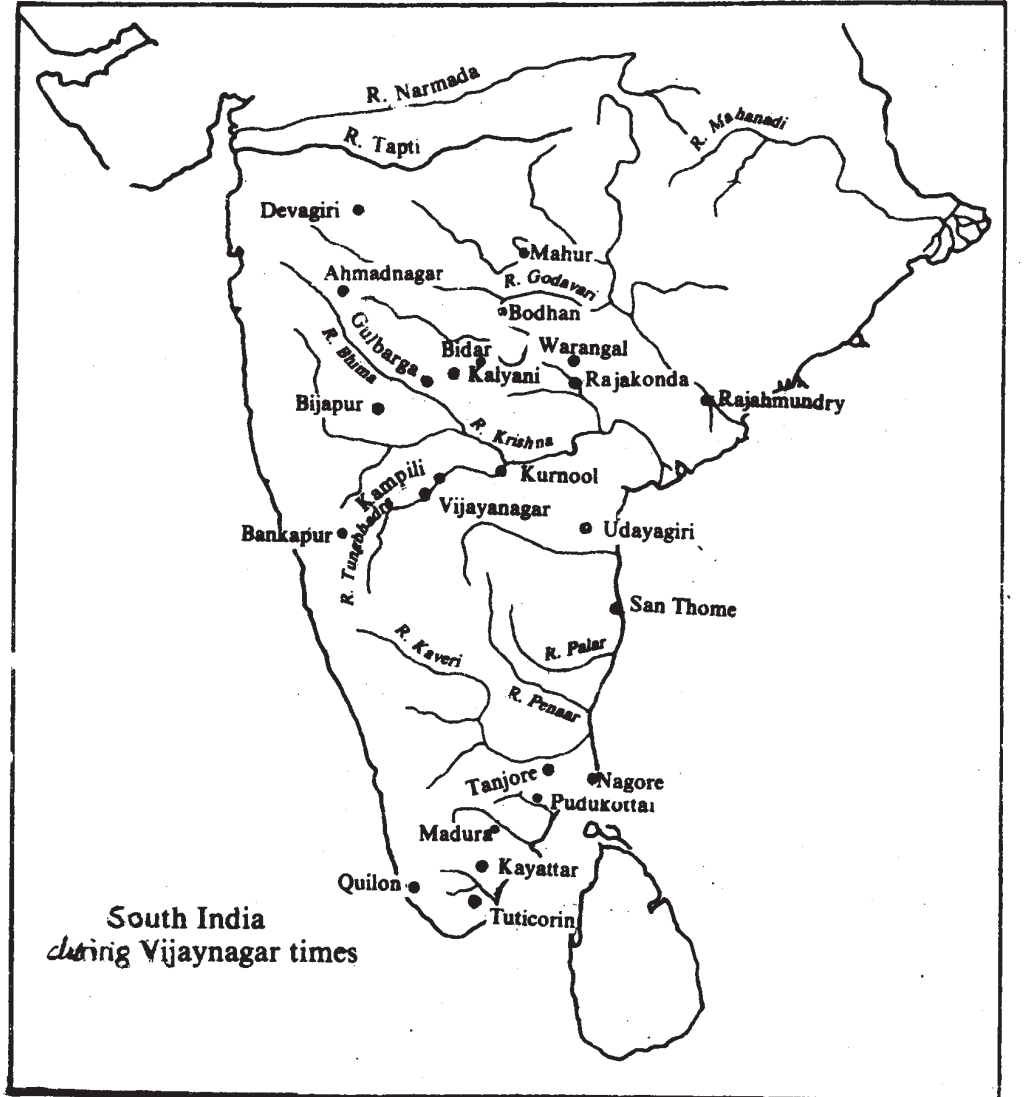 R. Narmada
R. Mahanadi
R. Tapti
Devagiri
Mahur
Ahmadnagar
R. Godavari
Bodhan
Gulbarga
R. Bhima
Bidar
Warangal
Kalyani
Rajakonda
Bijapur
Rajahmundry
R. Krishna
Kampili
Kurnool
Vijayanagar
Bankapur
R. Tungbhadra
Udayagiri
San Thome
R. Kaveri
R. Palar
R. Penaar
Tanjore
Nagore
Pudukottai
Madura
Kayattar
Quilon
Tuticorin
South India
during Vijaynagar times